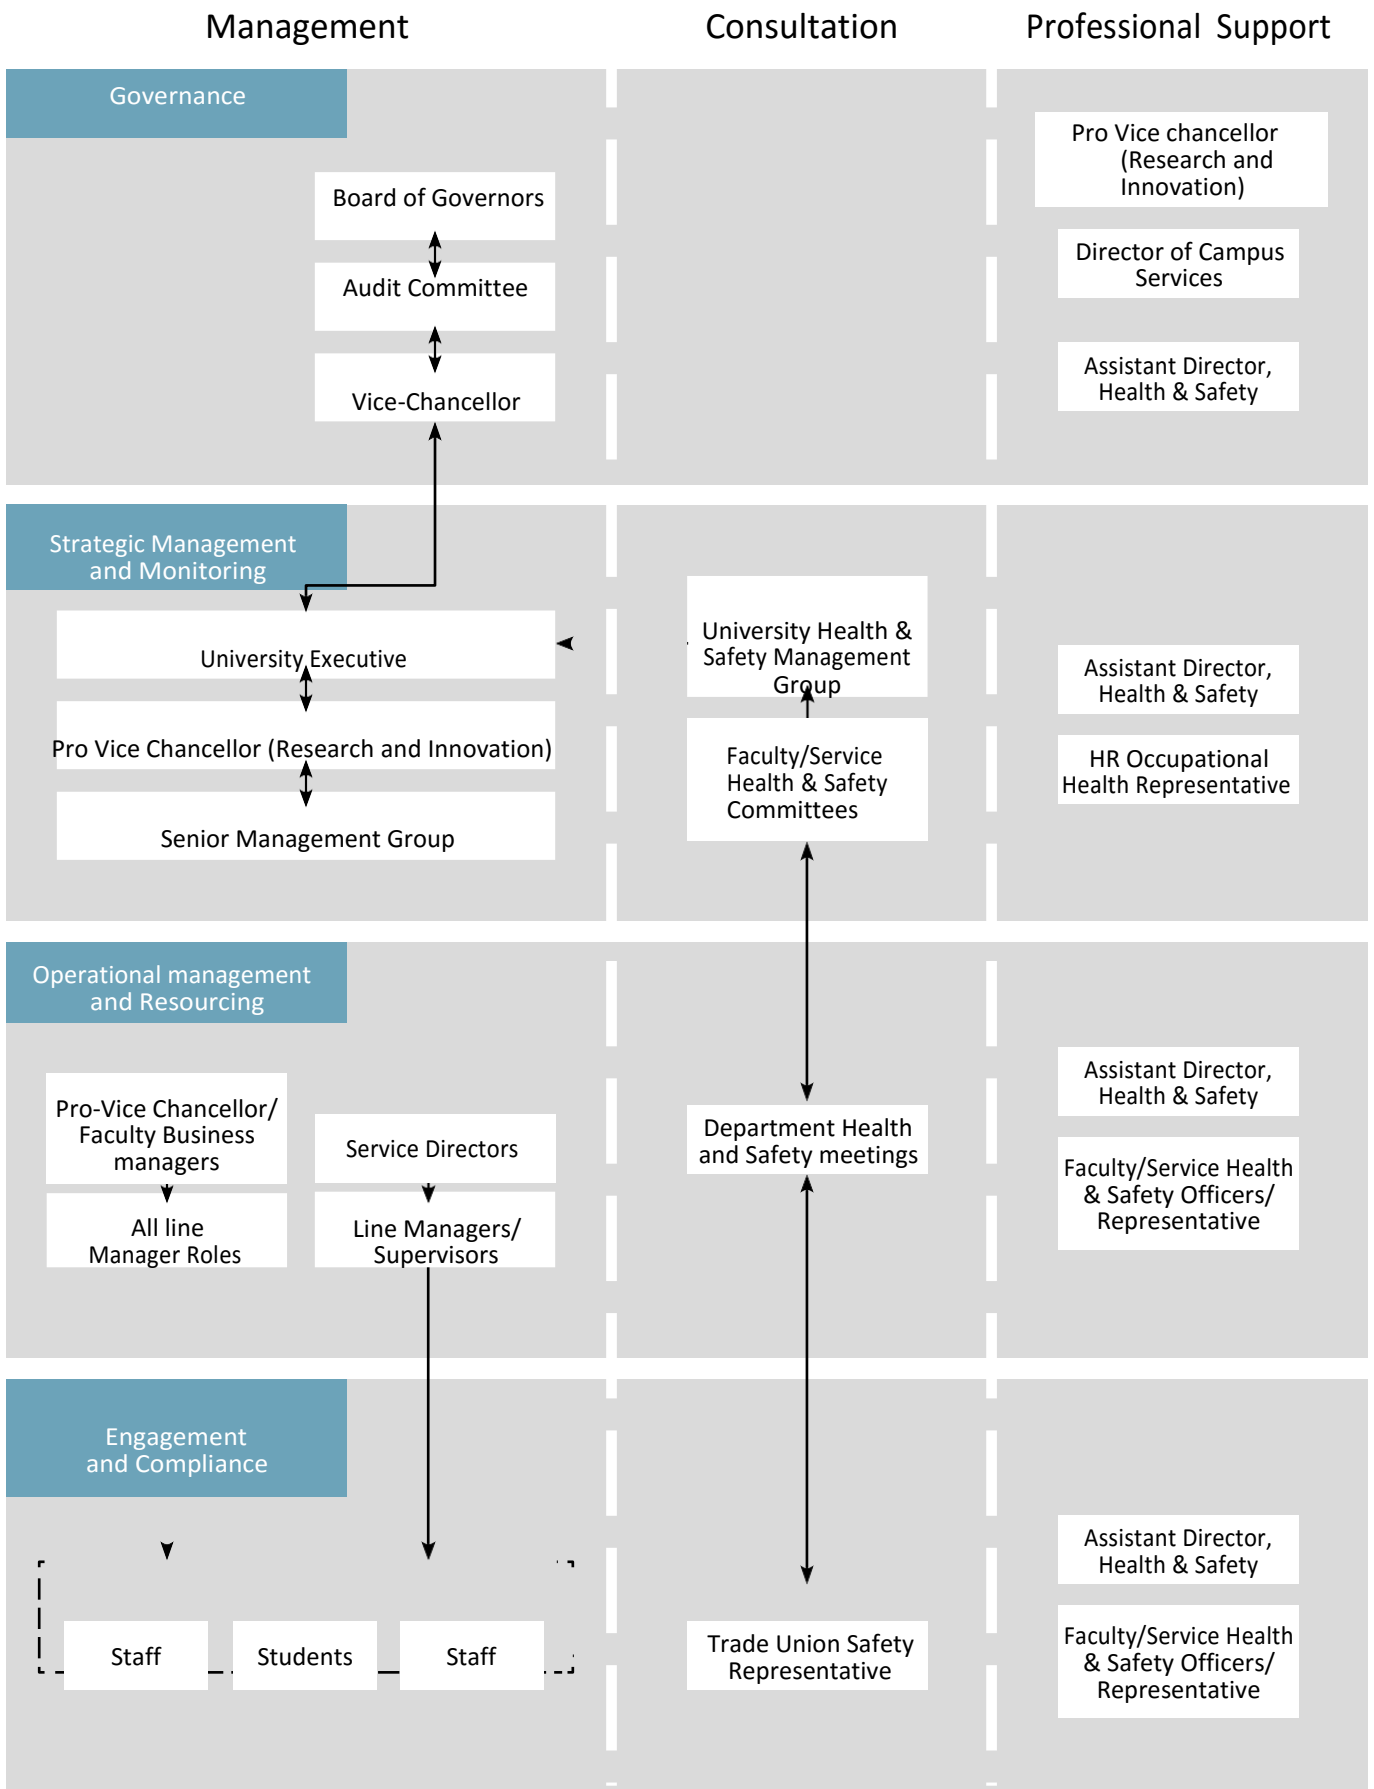 Management
Consultation
Professional Support
Governance
Board of Governors
Audit Committee
Vice-Chancellor
Pro Vice chancellor
(Research and
Innovation)
Director of Campus
Services
Assistant Director,
Health & Safety
Strategic Management
and Monitoring
University Executive
Pro Vice Chancellor (Research and Innovation)
Senior Management Group
University Health &
Safety Management
Group
Faculty/Service
Health & Safety
Committees
Assistant Director,
Health & Safety
HR Occupational
Health Representative
Operational management
and Resourcing
Pro-Vice Chancellor/
Faculty Business
managers
All line
Manager Roles
Service Directors
Line Managers/
Supervisors
Department Health
and Safety meetings
Assistant Director,
Health & Safety
Faculty/Service Health
& Safety Officers/
Representative
Engagement
and Compliance
Staff
Students
Staff
Trade Union Safety
Representative
Assistant Director,
Health & Safety
Faculty/Service Health
& Safety Officers/
Representative